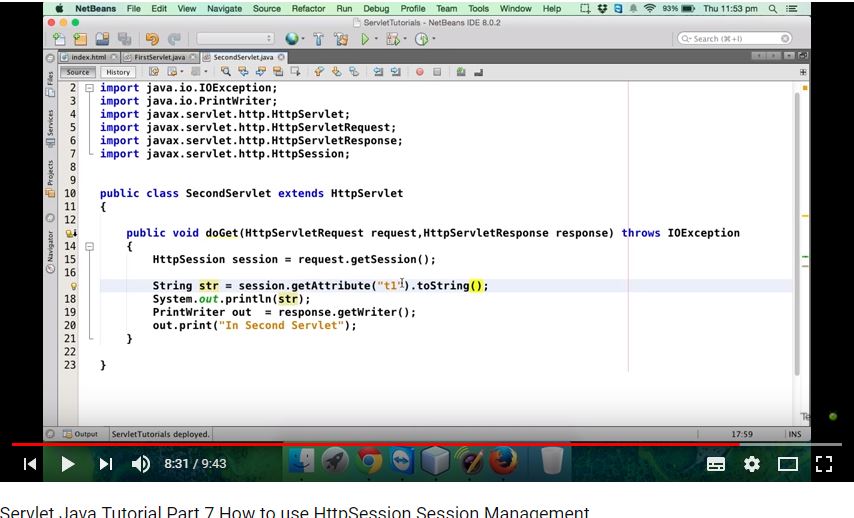 NetBeans File Edit View Navigate Source Refactor Run Debug Profile Team Tools Window Help 93% Thu 11:53 pm
ServletTutorials - NetBeans IDE 8.0.2
Search (⌘+I)
index.html FirstServlet.java SecondServlet.java
Source History
Files
Services
Projects
Navigator
2 import java.io.IOException;
3 import java.io.PrintWriter;
4 import javax.servlet.http.HttpServlet;
5 import javax.servlet.http.HttpServletRequest;
6 import javax.servlet.http.HttpServletResponse;
7 import javax.servlet.http.HttpSession;
8
9
10 public class SecondServlet extends HttpServlet
11 {
12
public void doGet(HttpServletRequest request,HttpServletResponse response) throws IOException
14 {
15 HttpSession session = request.getSession();
16
String str = session.getAttribute("t1").toString();
18 System.out.println(str);
19 PrintWriter out  = response.getWriter();
20 out.print("In Second Servlet");
21 }
22
23 }
Te
Output ServletTutorials deployed. 17:59 INS
8:31 / 9:43
Servlet Java Tutorial Part 7 How to use HttpSession Session Management